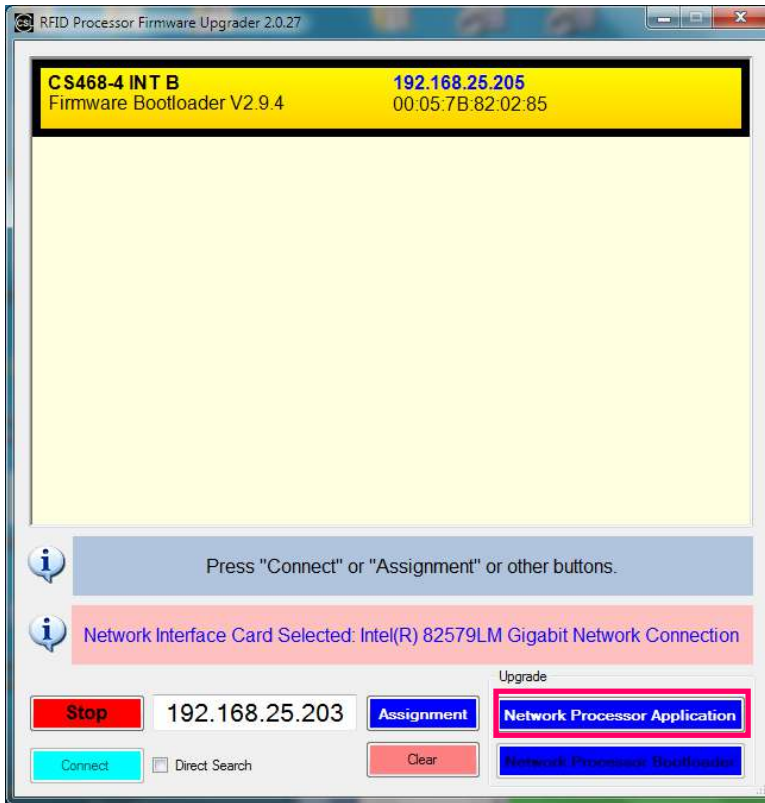 CSL RFID Processor Firmware Upgrader 2.0.27
CS468-4 INT B 192.168.25.205
Firmware Bootloader V2.9.4 00:05:7B:82:02:85
Press "Connect" or "Assignment" or other buttons.
Network Interface Card Selected: Intel(R) 82579LM Gigabit Network Connection
Upgrade
Stop 192.168.25.203 Assignment Network Processor Application
Connect Direct Search Clear Network Processor Bootloader